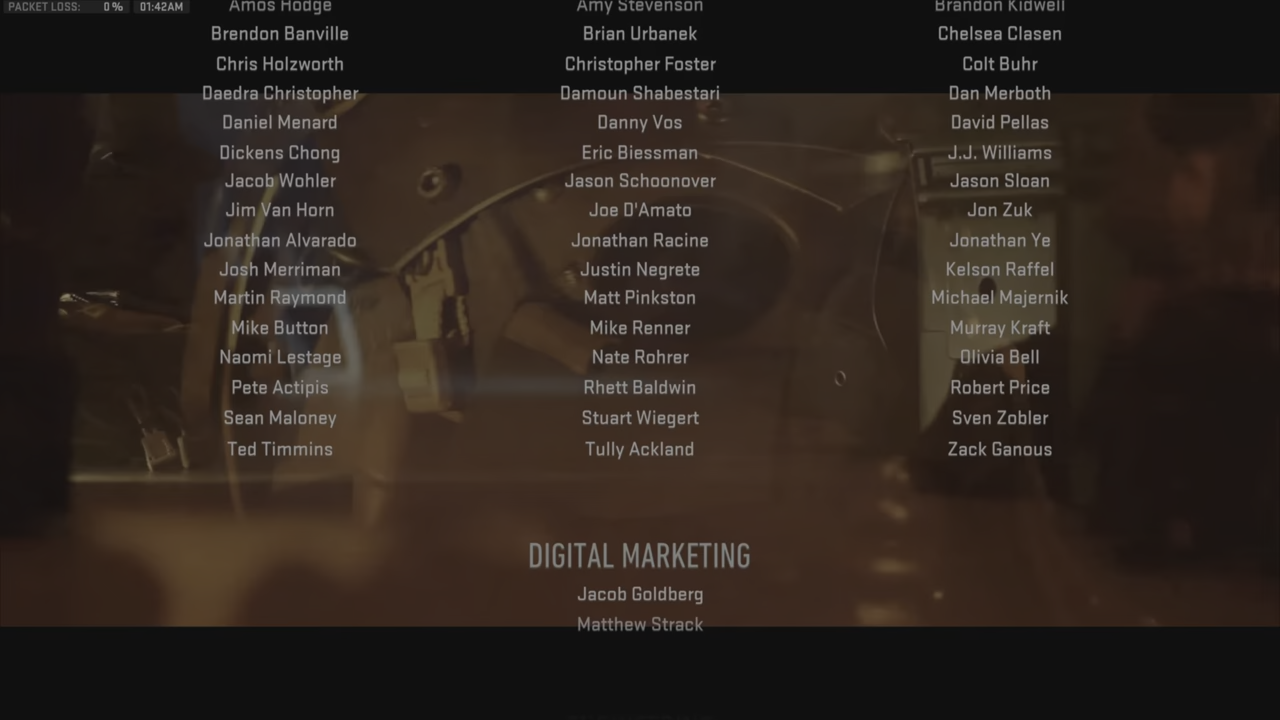 PACKET LOSS: 0 % 01:42AM
Amos Hodge Amy Stevenson Brandon Kidwell
Brendon Banville Brian Urbanek Chelsea Clasen
Chris Holzworth Christopher Foster Colt Buhr
Daedra Christopher Damoun Shabestari Dan Merboth
Daniel Menard Danny Vos David Pellas
Dickens Chong Eric Biessman J.J. Williams
Jacob Wohler Jason Schoonover Jason Sloan
Jim Van Horn Joe D'Amato Jon Zuk
Jonathan Alvarado Jonathan Racine Jonathan Ye
Josh Merriman Justin Negrete Kelson Raffel
Martin Raymond Matt Pinkston Michael Majernik
Mike Button Mike Renner Murray Kraft
Naomi Lestage Nate Rohrer Olivia Bell
Pete Actipis Rhett Baldwin Robert Price
Sean Maloney Stuart Wiegert Sven Zobler
Ted Timmins Tully Ackland Zack Ganous
DIGITAL MARKETING
Jacob Goldberg
Matthew Strack